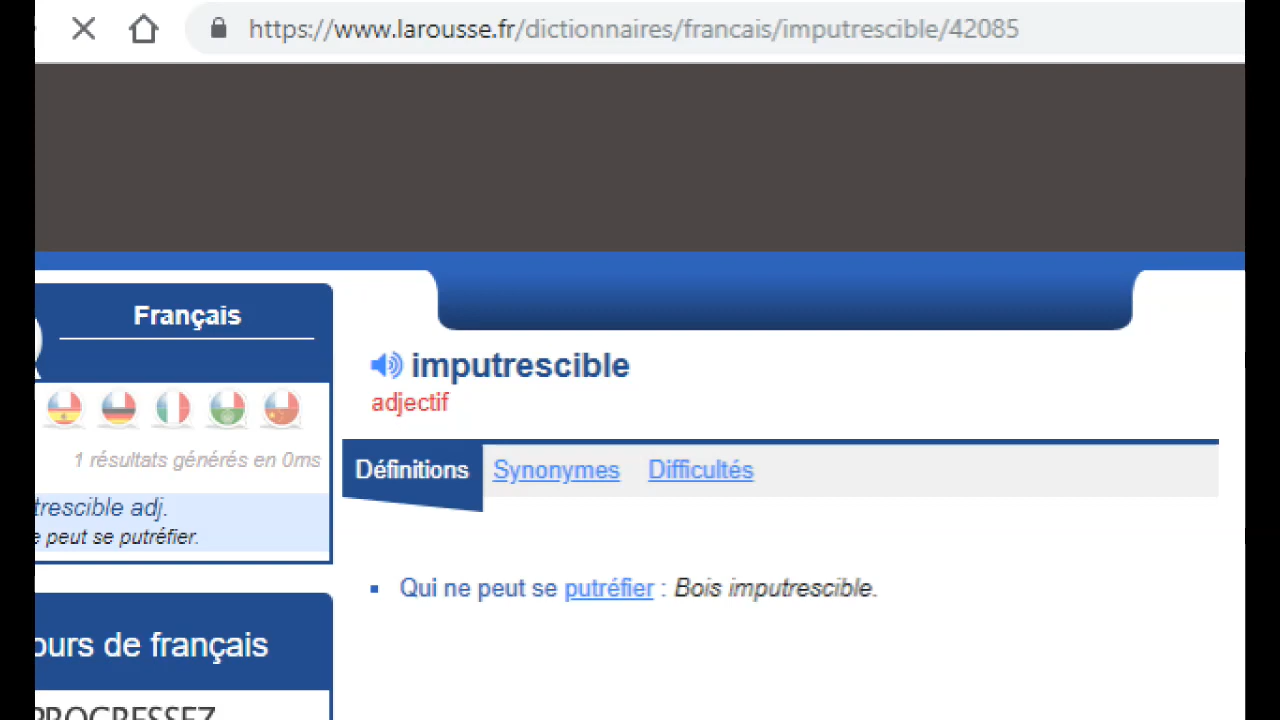 https://www.larousse.fr/dictionnaires/francais/imputrescible/42085
Français
1 résultats générés en 0ms
trescible adj.
e peut se putréfier.
ours de français
PROGRESSEZ
imputrescible
adjectif
Définitions Synonymes Difficultés
Qui ne peut se putréfier : Bois imputrescible.